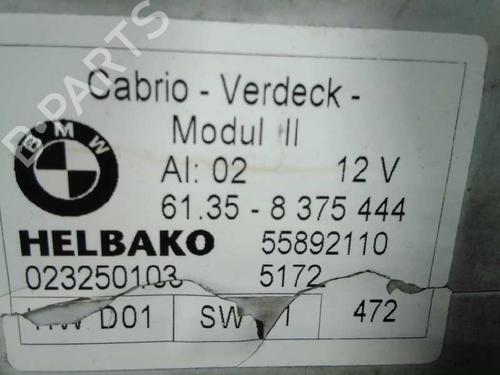 B-PARTS
Cabrio - Verdeck -
BMW
Modul II
AI: 02 12 V
61.35 - 8 375 444
HELBAKO 55892110
023250103 5172
D01 SW 472